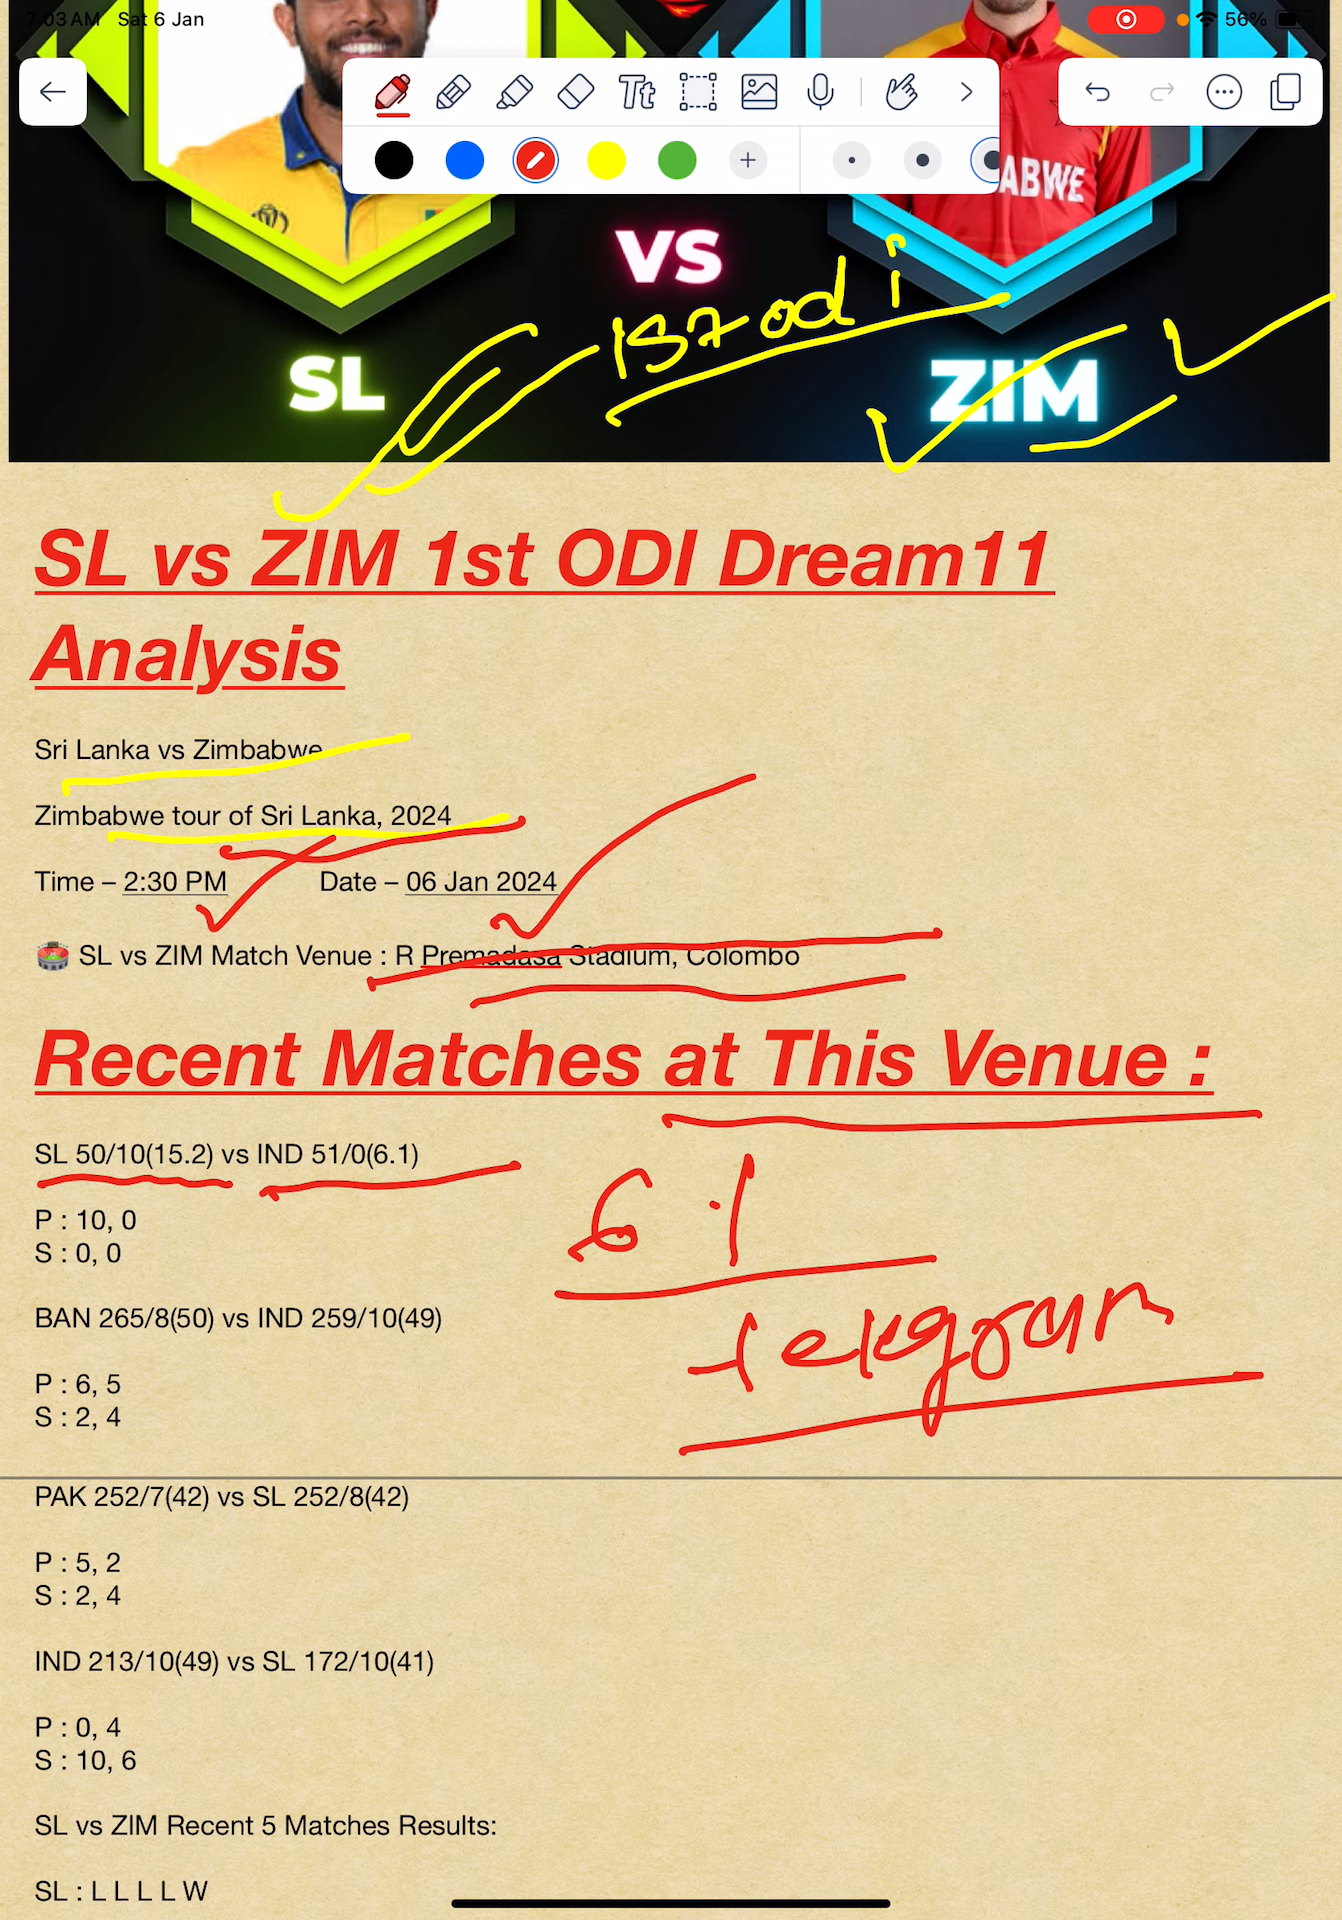 7:03 AM Sat 6 Jan
56%
Tt
ABWE
VS
1st odi
SL
ZIM
SL vs ZIM 1st ODI Dream11
Analysis
Sri Lanka vs Zimbabwe
Zimbabwe tour of Sri Lanka, 2024
Time – 2:30 PM Date – 06 Jan 2024
SL vs ZIM Match Venue : R Premadasa Stadium, Colombo
Recent Matches at This Venue :
SL 50/10(15.2) vs IND 51/0(6.1)
6.1
P : 10, 0
S : 0, 0
BAN 265/8(50) vs IND 259/10(49)
Telegram
P : 6, 5
S : 2, 4
PAK 252/7(42) vs SL 252/8(42)
P : 5, 2
S : 2, 4
IND 213/10(49) vs SL 172/10(41)
P : 0, 4
S : 10, 6
SL vs ZIM Recent 5 Matches Results:
SL : L L L L W